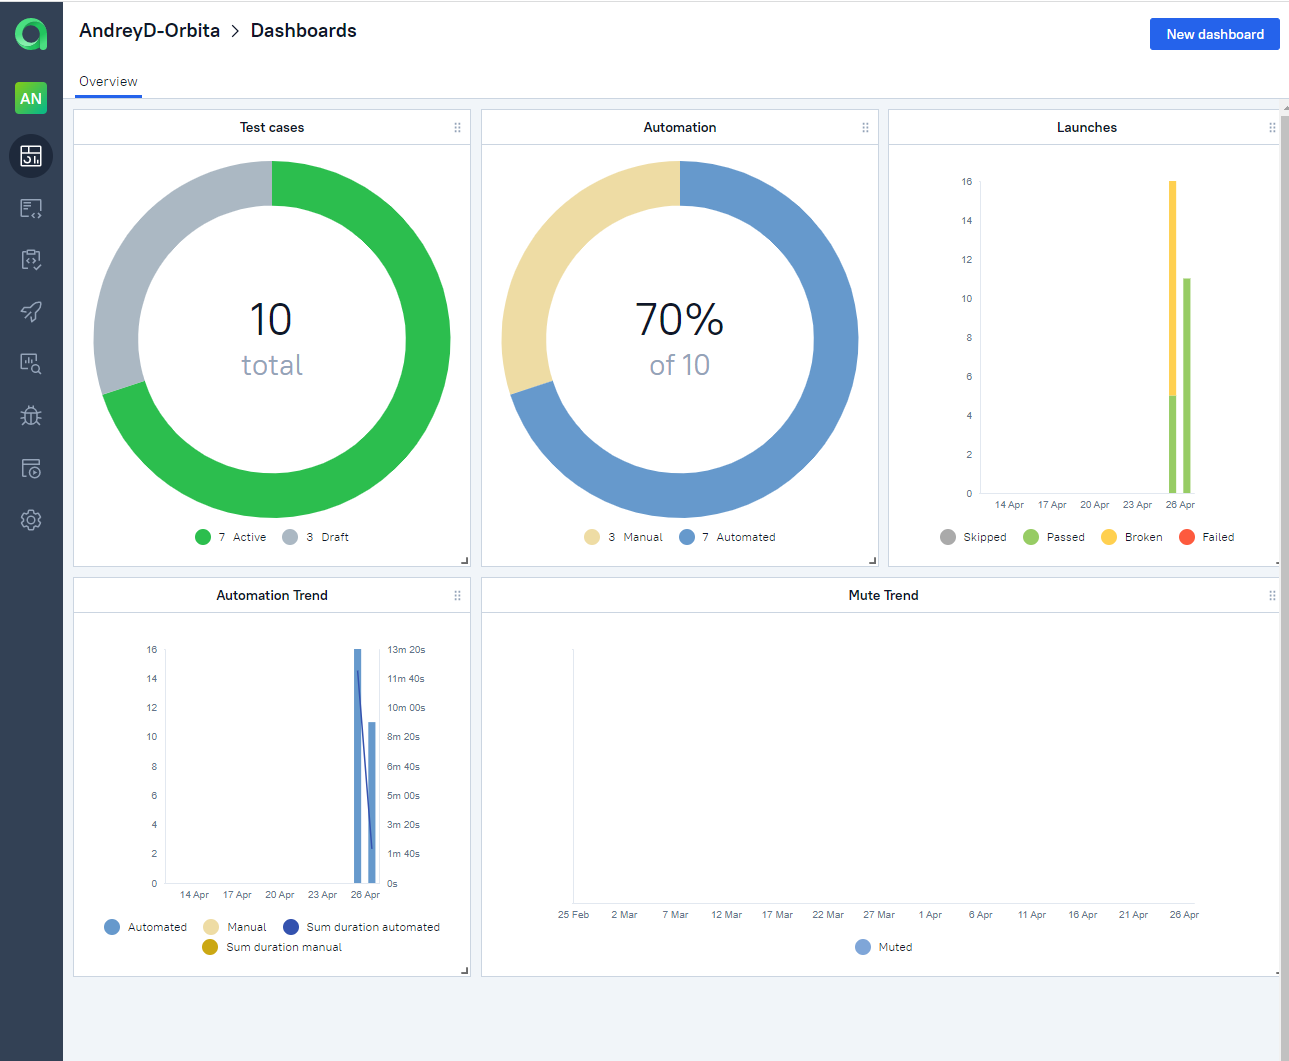 AndreyD-Orbita > Dashboards
New dashboard
Overview
AN
Test cases
10
total
7 Active 3 Draft
Automation
70%
of 10
3 Manual 7 Automated
Launches
16
14
12
10
8
6
4
2
0
14 Apr 17 Apr 20 Apr 23 Apr 26 Apr
Skipped Passed Broken Failed
Automation Trend
16 13m 20s
14 11m 40s
12 10m 00s
10 8m 20s
8 6m 40s
6 5m 00s
4 3m 20s
2 1m 40s
0 0s
14 Apr 17 Apr 20 Apr 23 Apr 26 Apr
Automated Manual Sum duration automated
Sum duration manual
Mute Trend
25 Feb 2 Mar 7 Mar 12 Mar 17 Mar 22 Mar 27 Mar 1 Apr 6 Apr 11 Apr 16 Apr 21 Apr 26 Apr
Muted